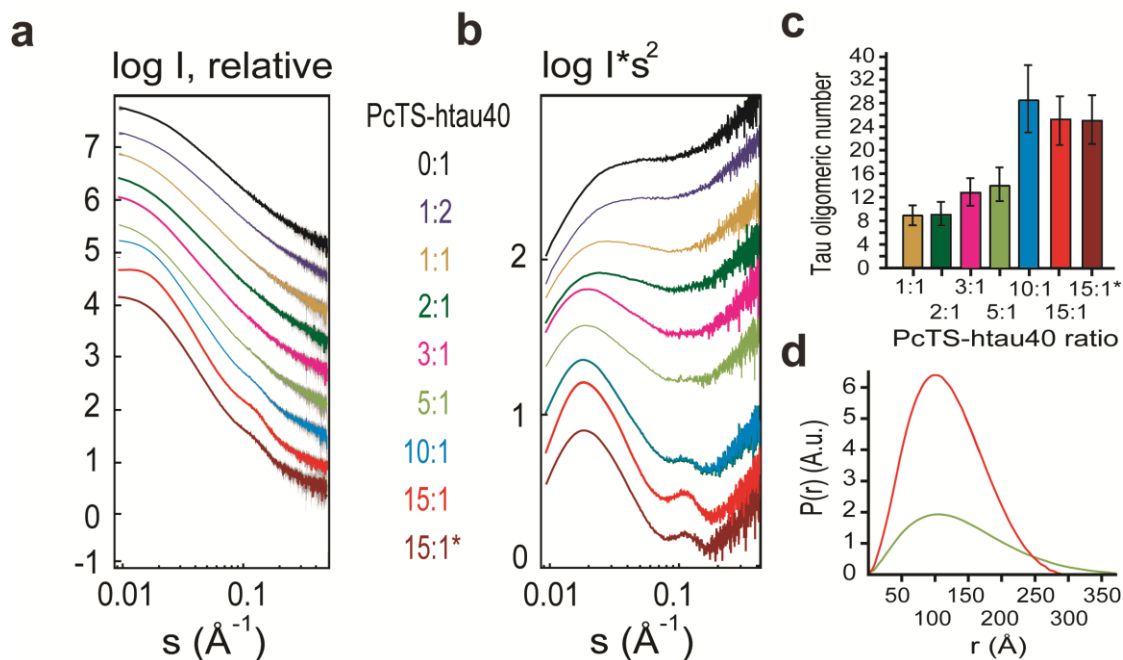 a
log I, relative
7
6
5
4
3
2
1
0
-1
0.01 0.1
s (Å⁻¹)
PcTS-htau40
0:1
1:2
1:1
2:1
3:1
5:1
10:1
15:1
15:1*
b
log I*s²
2
1
0
0.01 0.1
s (Å⁻¹)
c
Tau oligomeric number
40
36
32
28
24
20
16
12
8
4
0
1:1 3:1 10:1 15:1*
2:1 5:1 15:1
PcTS-htau40 ratio
d
P(r) (A.u.)
6
5
4
3
2
1
0
50 150 250 350
100 200 300
r (Å)